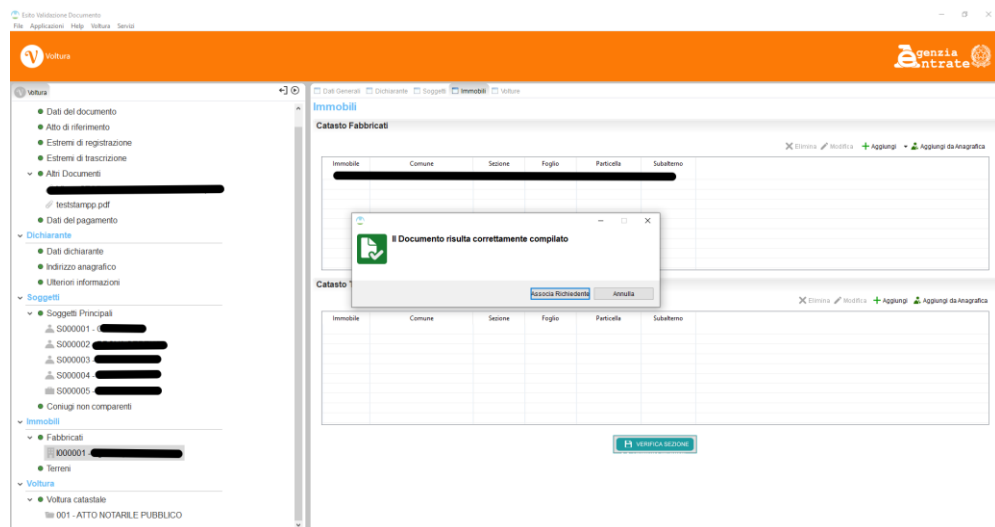 Esito Validazione Documento
File Applicazioni Help Voltura Servizi
Voltura
Agenzia
Entrate
Voltura
Dati del documento
Atto di riferimento
Estremi di registrazione
Estremi di trascrizione
Altri Documenti
teststampp.pdf
Dati del pagamento
Dichiarante
Dati dichiarante
Indirizzo anagrafico
Ulteriori informazioni
Soggetti
Soggetti Principali
S000001 -
S000002
S000003 -
S000004 -
S000005 -
Coniugi non comparenti
Immobili
Fabbricati
I000001 -
Terreni
Voltura
Voltura catastale
001 - ATTO NOTARILE PUBBLICO
Dati Generali Dichiarante Soggetti Immobili Volture
Immobili
Catasto Fabbricati
Elimina Modifica Aggiungi Aggiungi da Anagrafica
Immobile Comune Sezione Foglio Particella Subalterno
Il Documento risulta correttamente compilato
Associa Richiedente Annulla
Catasto
Elimina Modifica Aggiungi Aggiungi da Anagrafica
Immobile Comune Sezione Foglio Particella Subalterno
VERIFICA SEZIONE